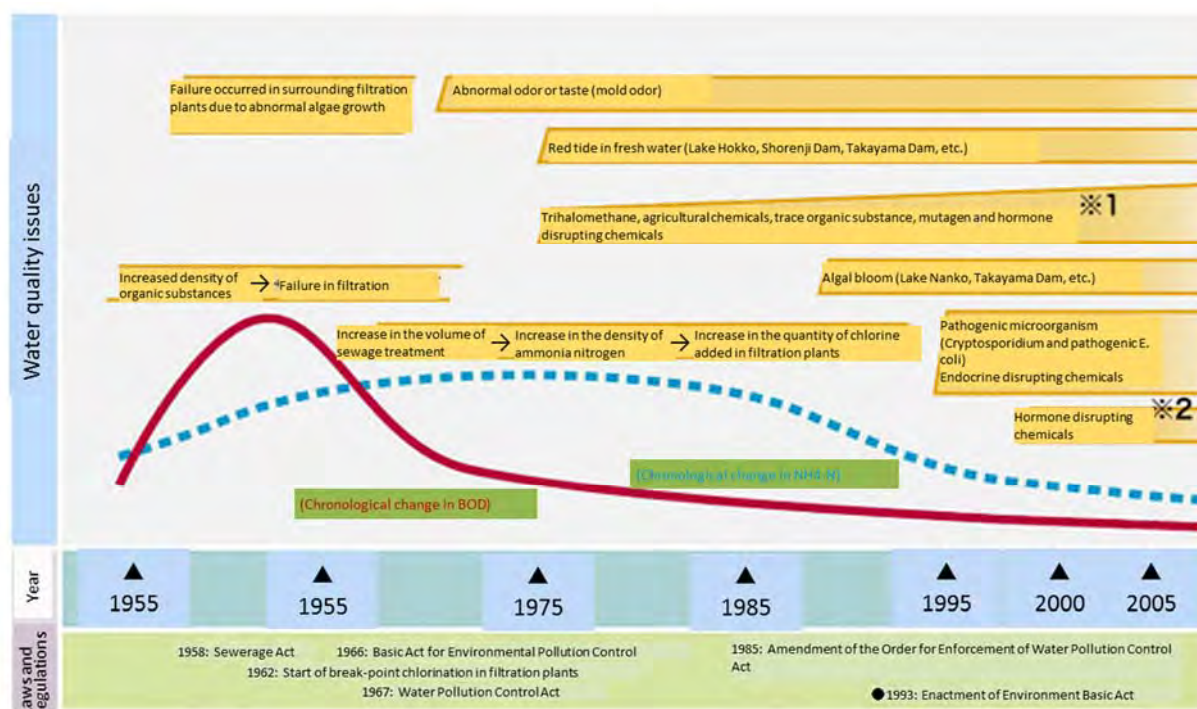 Water quality issues
Failure occurred in surrounding filtration
plants due to abnormal algae growth
Abnormal odor or taste (mold odor)
Red tide in fresh water (Lake Hokko, Shorenji Dam, Takayama Dam, etc.)
※1
Trihalomethane, agricultural chemicals, trace organic substance, mutagen and hormone
disrupting chemicals
Increased density of
organic substances
→
Failure in filtration
Algal bloom (Lake Nanko, Takayama Dam, etc.)
Increase in the volume of
sewage treatment
→
Increase in the density of
ammonia nitrogen
→
Increase in the quantity of chlorine
added in filtration plants
Pathogenic microorganism
(Cryptosporidium and pathogenic E.
coli)
Endocrine disrupting chemicals
※2
Hormone disrupting
chemicals
(Chronological change in NH4-N)
(Chronological change in BOD)
Year
1955
1955
1975
1985
1995
2000
2005
aws and
egulations
1958: Sewerage Act
1966: Basic Act for Environmental Pollution Control
1962: Start of break-point chlorination in filtration plants
1967: Water Pollution Control Act
1985: Amendment of the Order for Enforcement of Water Pollution Control
Act
●1993: Enactment of Environment Basic Act